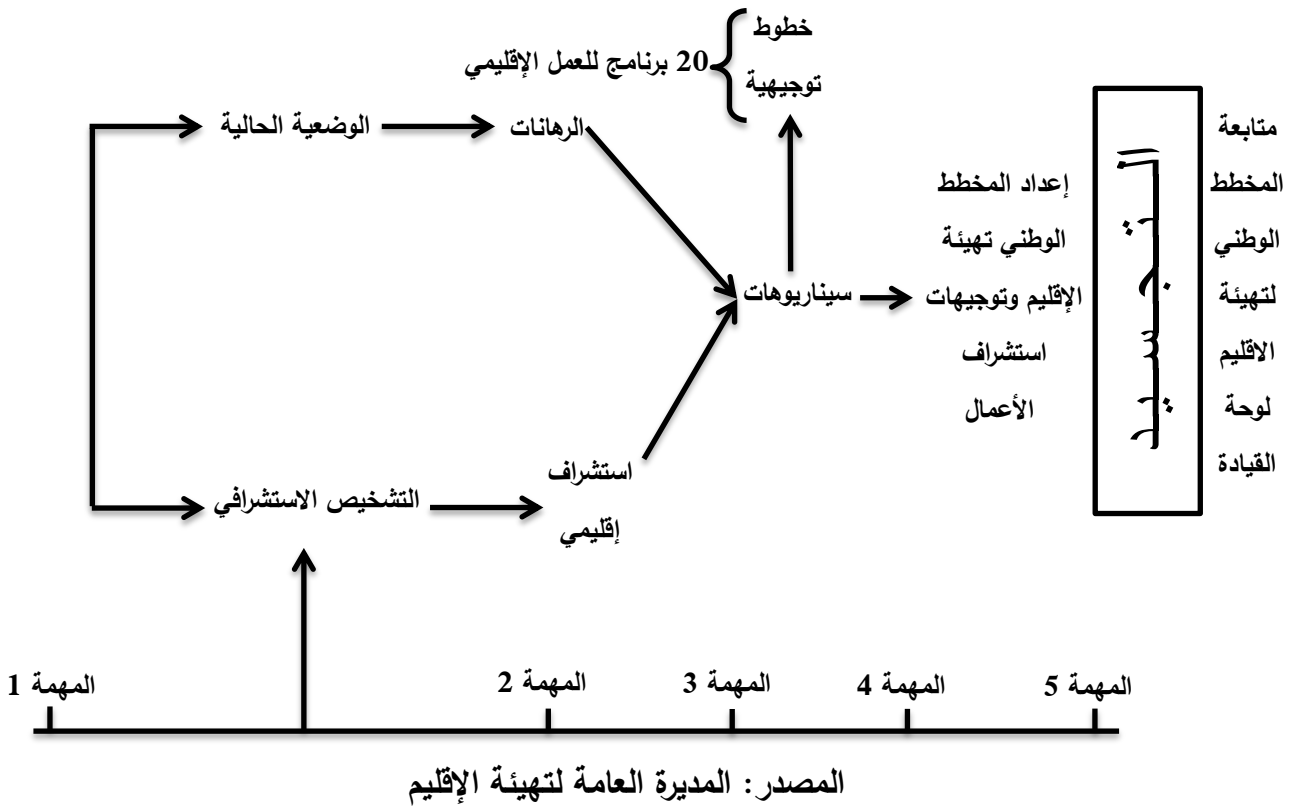 خطوط
20 برنامج للعمل الإقليمي
توجيهية
الوضعية الحالية
الرهانات
سيناريوهات
التشخيص الاستشرافي
استشراف
إقليمي
إعداد المخطط
الوطني تهيئة
الإقليم وتوجيهات
استشراف
الأعمال
التجسيد
متابعة
المخطط
الوطني
لتهيئة
الاقليم
لوحة
القيادة
المهمة 1
المهمة 2
المهمة 3
المهمة 4
المهمة 5
المصدر: المديرة العامة لتهيئة الإقليم